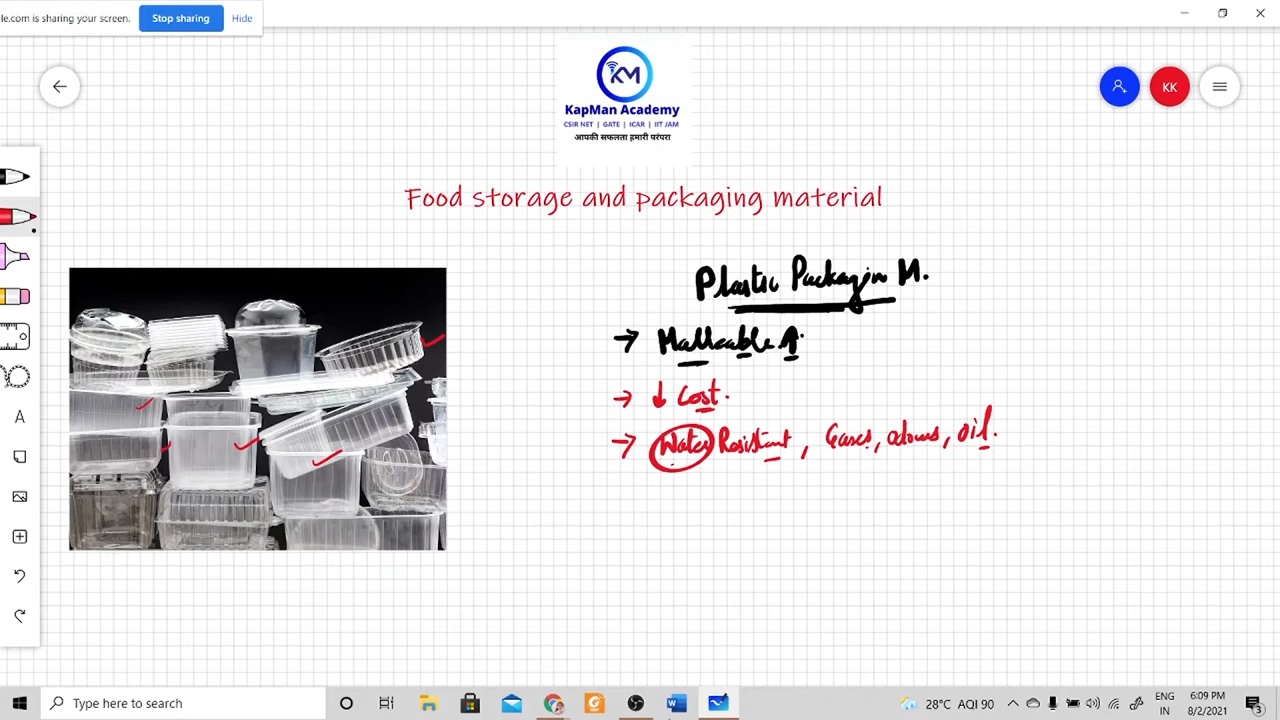 le.com is sharing your screen. Stop sharing Hide
KM
KapMan Academy
CSIR NET | GATE | ICAR | IIT JAM
आपकी सफलता हमारी परंपरा
KK
Food storage and packaging material
Plastic Packagin M.
→ Malleable
→ ↓ Cost.
→ Water Resistant, Gases, odours, oil.
A
Type here to search
28°C AQI 90
ENG
IN
6:09 PM
8/2/2021
3